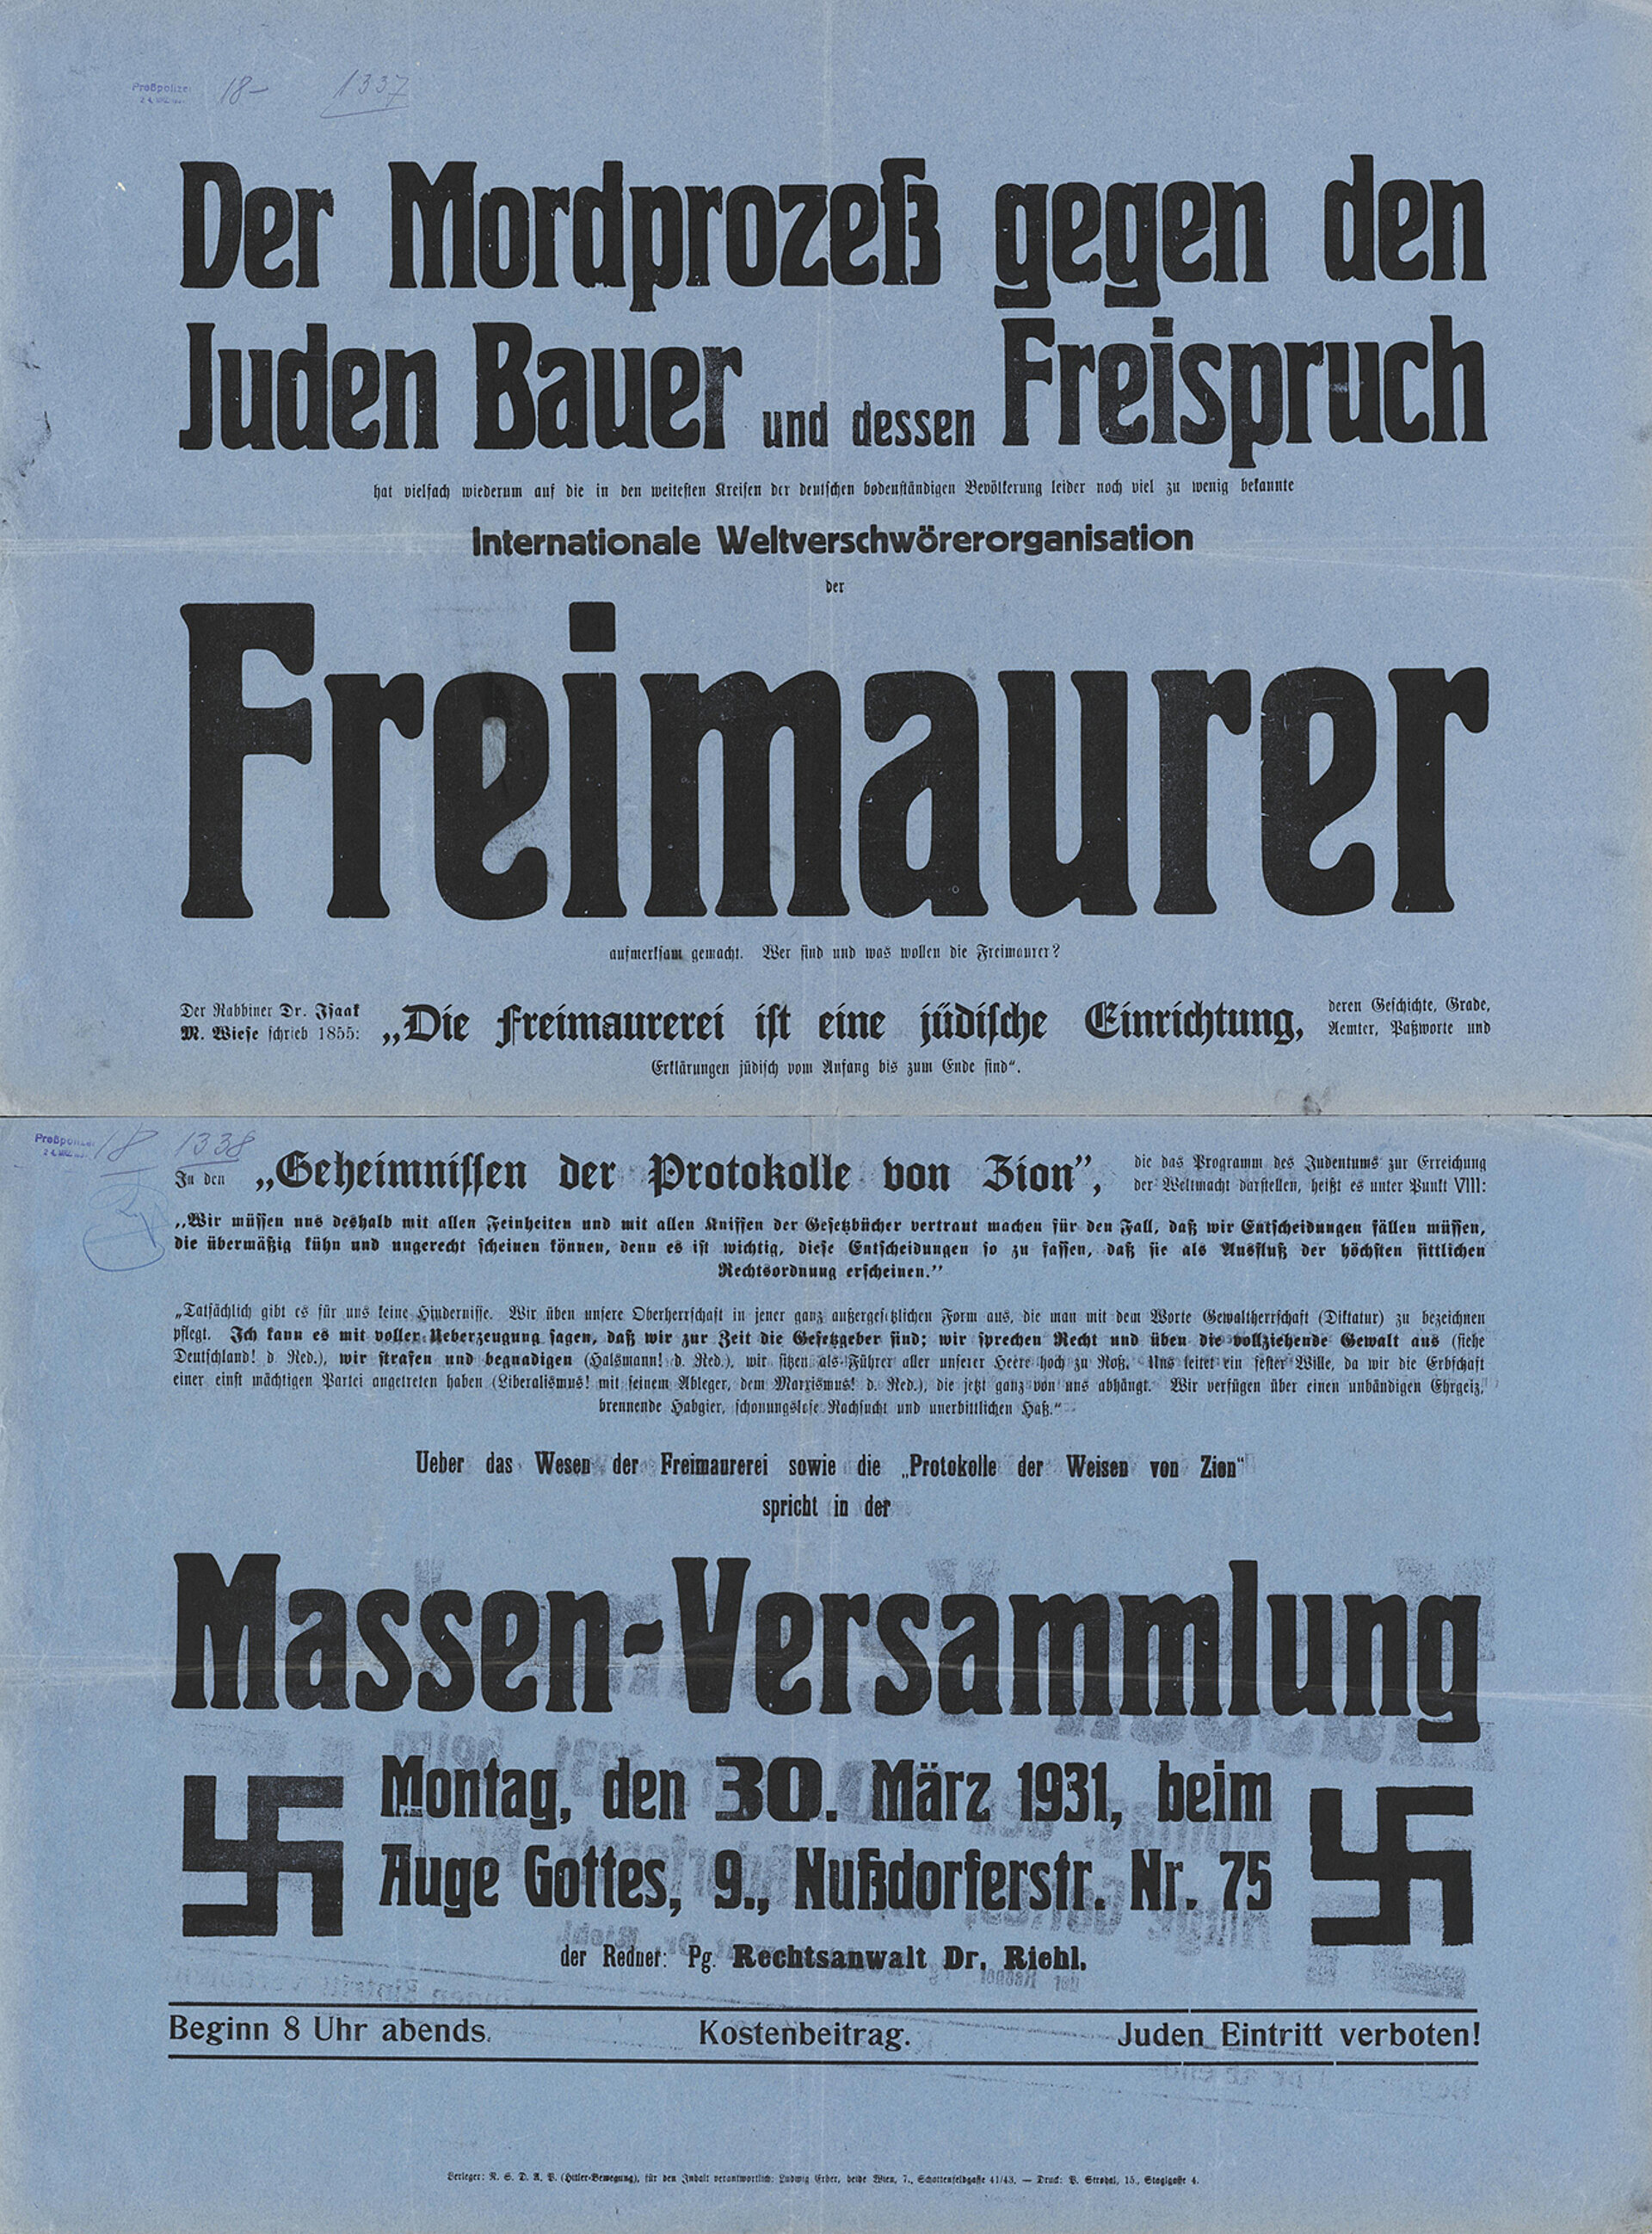 Preßpolizei 18- 1337
Der Mordprozeß gegen den
Juden Bauer und dessen Freispruch
hat vielfach wiederum auf die in den weitesten Kreisen der deutschen bodenständigen Bevölkerung leider noch viel zu wenig bekannte
Internationale Weltverschwörerorganisation
der
Freimaurer
aufmerksam gemacht. Wer sind und was wollen die Freimaurer?
Der Rabbiner Dr. Isaak
M. Wiese schrieb 1855:
„Die Freimaurerei ist eine jüdische Einrichtung,
deren Geschichte, Grade,
Aemter, Paßworte und
Erklärungen jüdisch vom Anfang bis zum Ende sind“.
Preßpolizei 18 1338
In den „Geheimnissen der Protokolle von Zion”,
die das Programm des Judentums zur Erreichung
der Weltmacht darstellen, heißt es unter Punkt VIII:
„Wir müssen uns deshalb mit allen Feinheiten und mit allen Kniffen der Gesetzbücher vertraut machen für den Fall, daß wir Entscheidungen fällen müssen,
die übermäßig kühn und ungerecht scheinen können, denn es ist wichtig, diese Entscheidungen so zu fassen, daß sie als Ausfluß der höchsten sittlichen
Rechtsordnung erscheinen.”
„Tatsächlich gibt es für uns keine Hindernisse. Wir üben unsere Oberherrschaft in jener ganz außergesetzlichen Form aus, die man mit dem Worte Gewaltherrschaft (Diktatur) zu bezeichnen
pflegt. Ich kann es mit voller Ueberzeugung sagen, daß wir zur Zeit die Gesetzgeber sind; wir sprechen Recht und üben die vollziehende Gewalt aus (siehe
Deutschland! d. Red.), wir strafen und begnadigen (Halsmann! d. Red.), wir sitzen als Führer aller unserer Heere hoch zu Roß. Uns leitet ein fester Wille, da wir die Erbschaft
einer einst mächtigen Partei angetreten haben (Liberalismus! mit seinem Ableger, dem Marxismus! d. Red.), die jetzt ganz von uns abhängt. Wir verfügen über einen unbändigen Ehrgeiz,
brennende Habgier, schonungslose Rachsucht und unerbittlichen Haß.“
Ueber das Wesen der Freimaurerei sowie die „Protokolle der Weisen von Zion“
spricht in der
Massen-Versammlung
Montag, den 30. März 1931, beim
Auge Gottes, 9., Nußdorferstr. Nr. 75
der Redner: Pg. Rechtsanwalt Dr. Riehl.
Beginn 8 Uhr abends. Kostenbeitrag. Juden Eintritt verboten!
Verleger: N. S. D. A. P. (Hitler-Bewegung), für den Inhalt verantwortlich: Ludwig Erber, beide Wien, 7., Schottenfeldgasse 41/43. — Druck: P. Strobal, 15., Staglgasse 4.